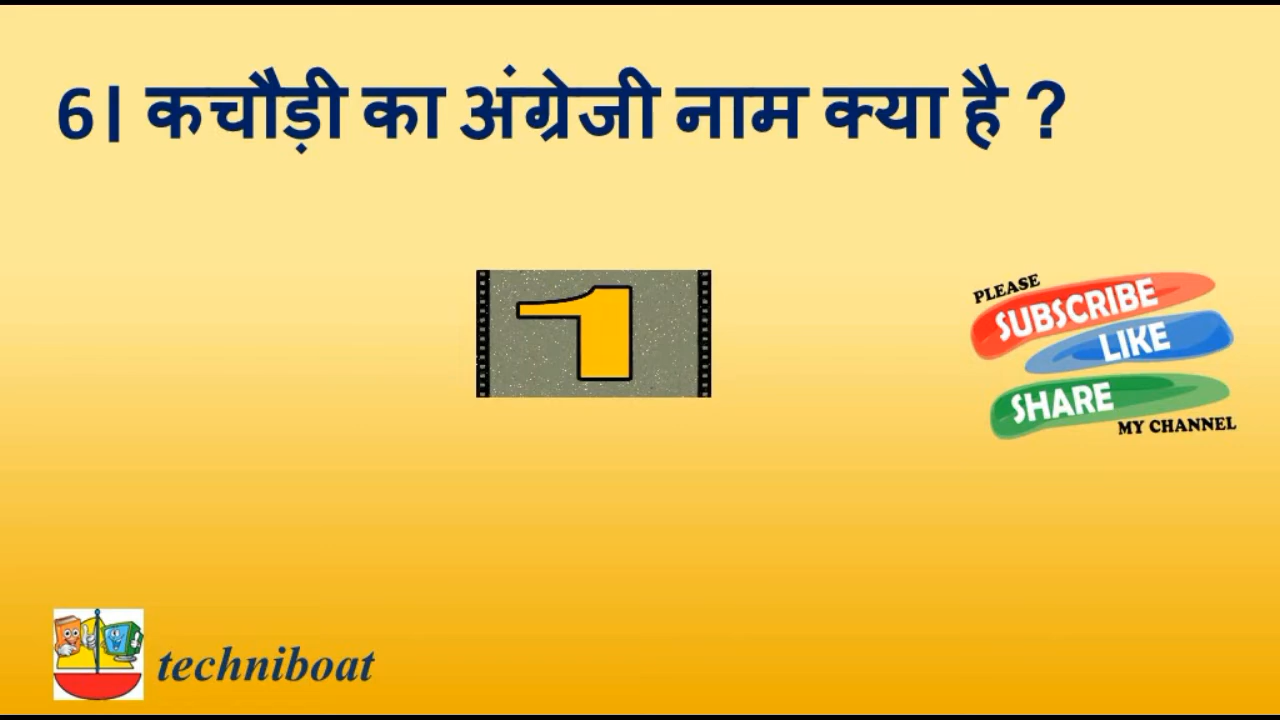 6। कचौड़ी का अंग्रेजी नाम क्या है ?
1
PLEASE
SUBSCRIBE
LIKE
SHARE
MY CHANNEL
techniboat